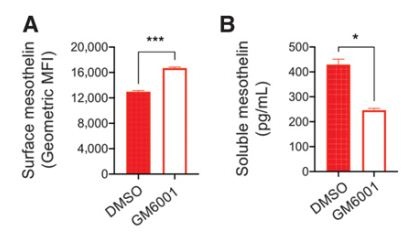 A
Surface mesothelin
(Geometric MFI)
20,000
16,000
12,000
8,000
4,000
0
***
DMSO
GM6001
B
Soluble mesothelin
(pg/mL)
500
400
300
200
100
0
*
DMSO
GM6001